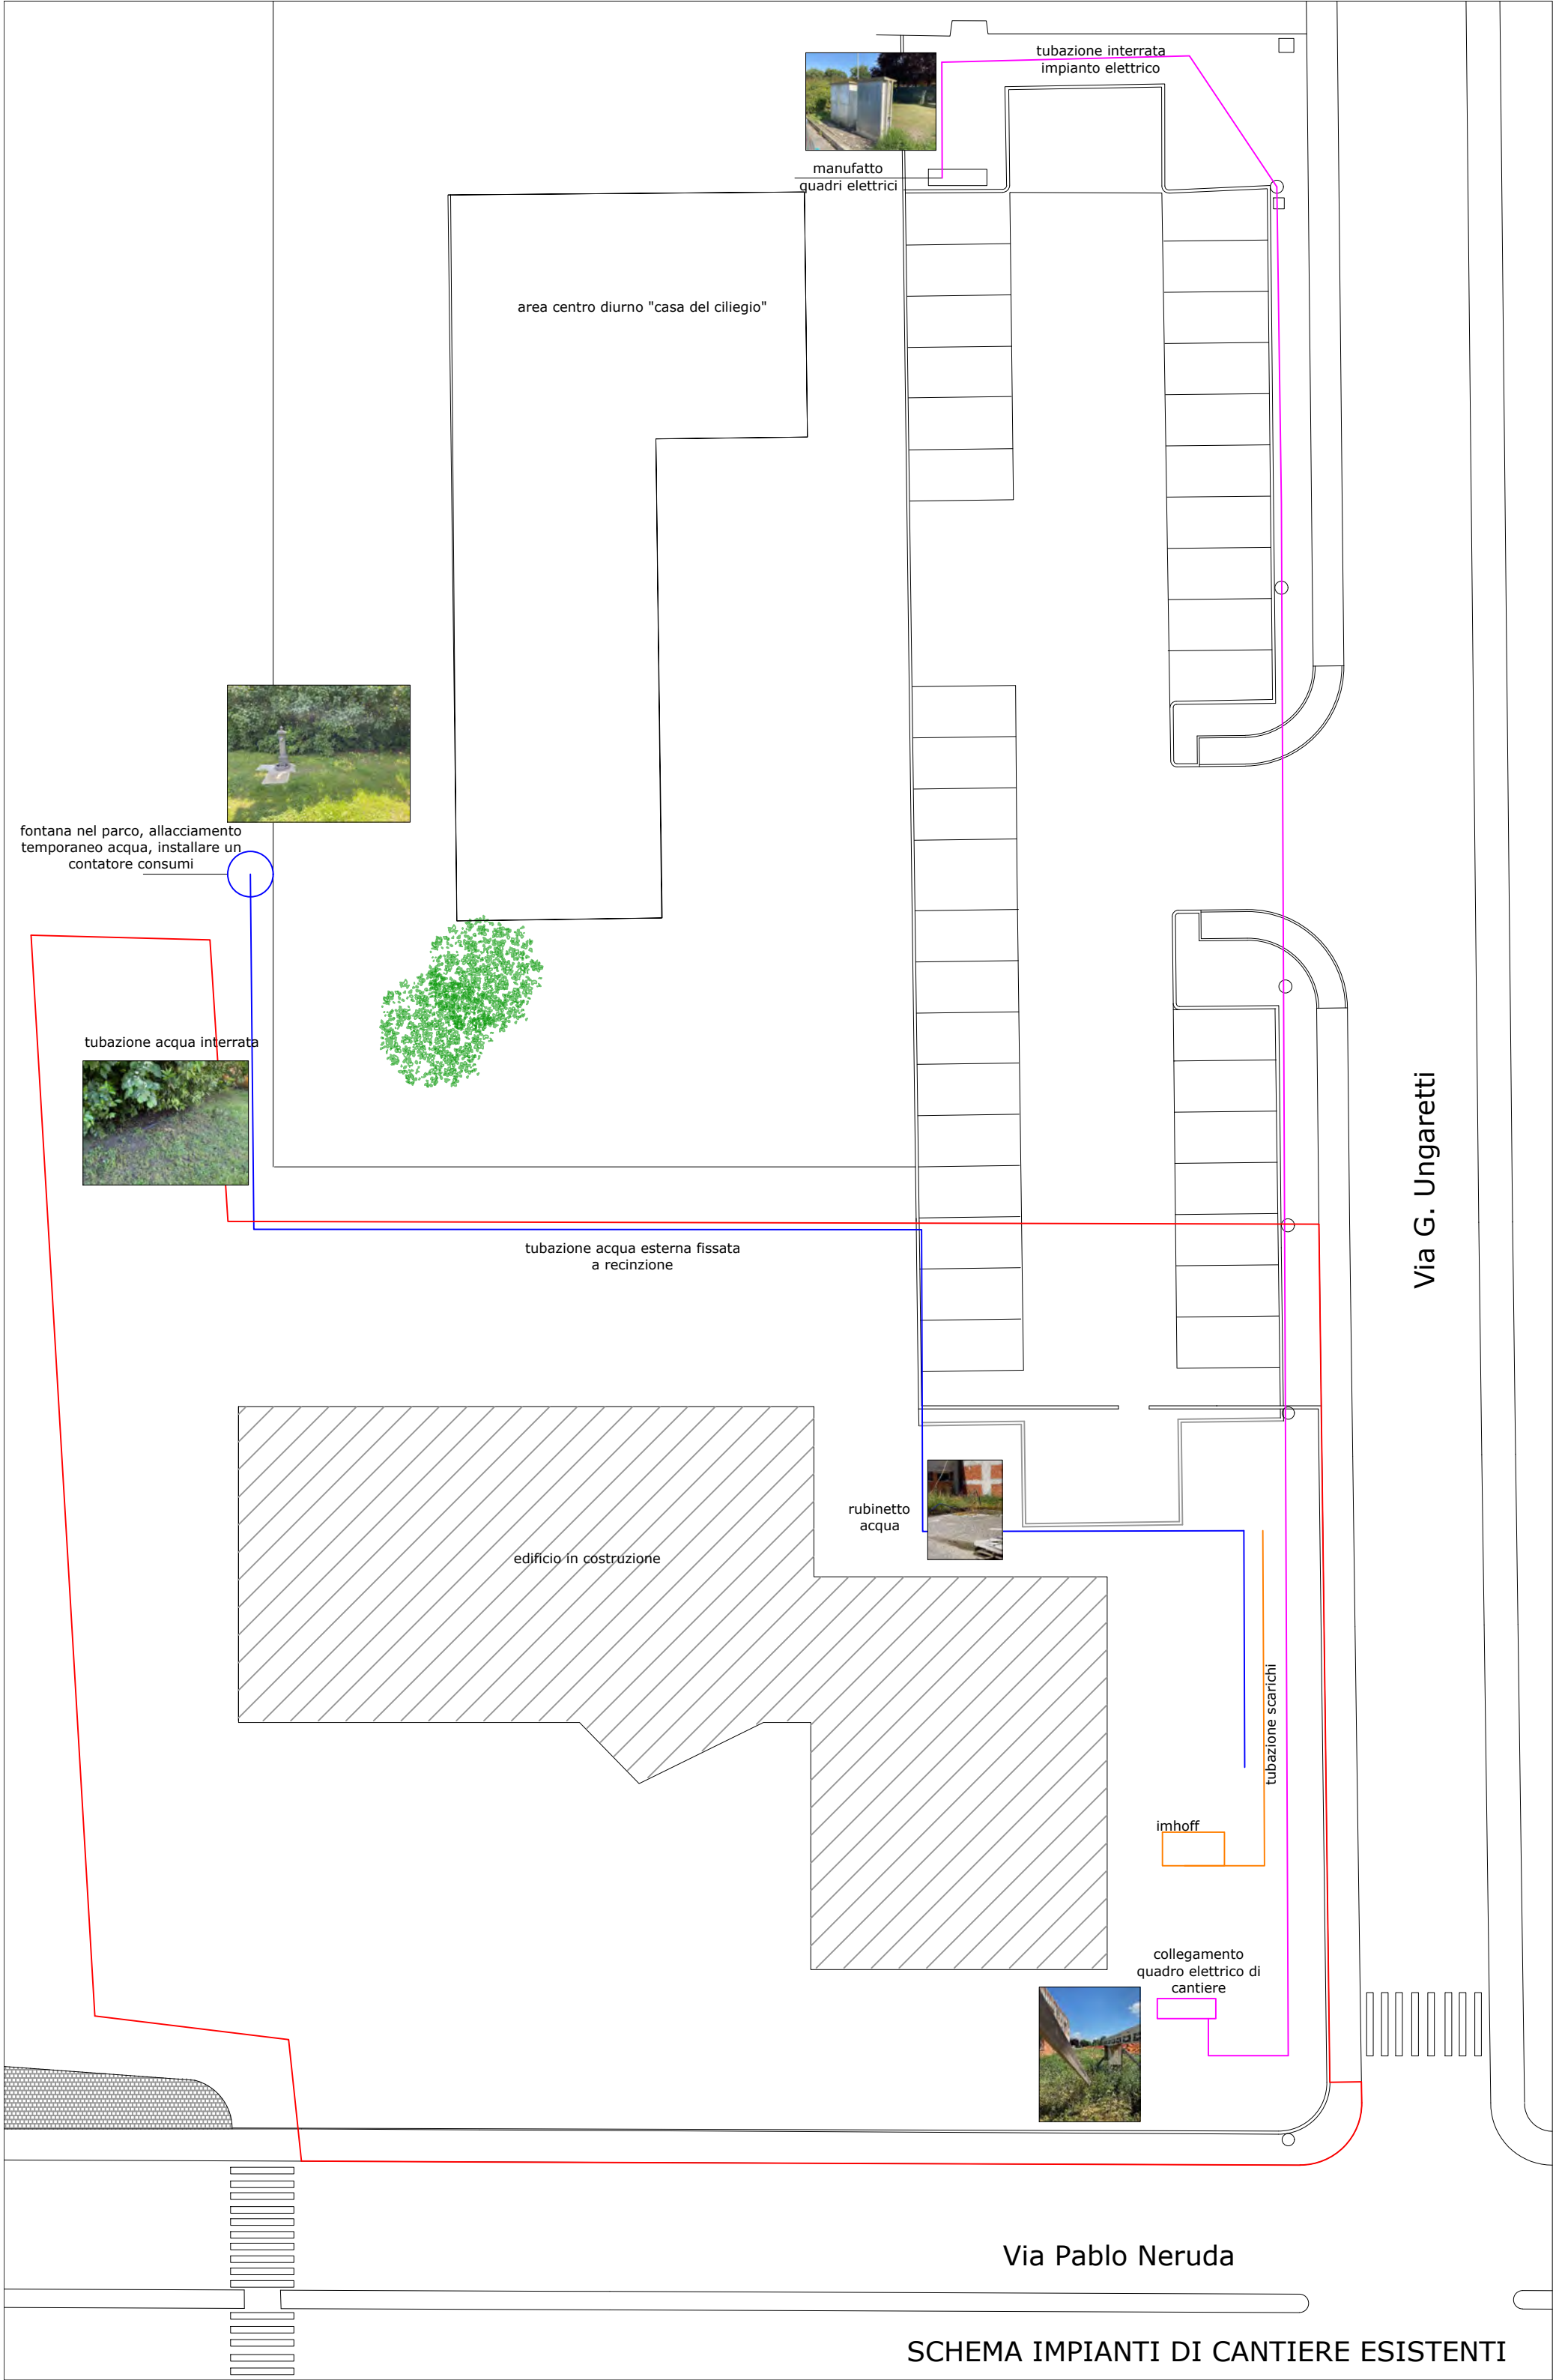 tubazione interrata
impianto elettrico
manufatto
quadri elettrici
area centro diurno "casa del ciliegio"
fontana nel parco, allacciamento
temporaneo acqua, installare un
contatore consumi
tubazione acqua interrata
Via G. Ungaretti
tubazione acqua esterna fissata
a recinzione
rubinetto
acqua
edificio in costruzione
tubazione scarichi
imhoff
collegamento
quadro elettrico di
cantiere
Via Pablo Neruda
SCHEMA IMPIANTI DI CANTIERE ESISTENTI